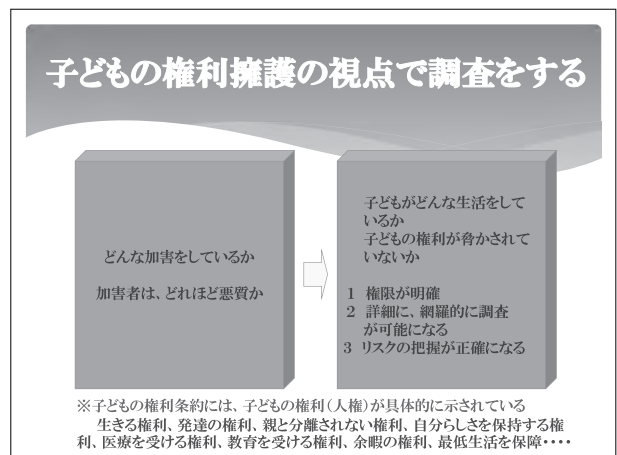 子どもの権利擁護の視点で調査をする
どんな加害をしているか
加害者は、どれほど悪質か
子どもがどんな生活をして
いるか
子どもの権利が脅かされて
いないか
1 権限が明確
2 詳細に、網羅的に調査
が可能になる
3 リスクの把握が正確になる
※子どもの権利条約には、子どもの権利(人権)が具体的に示されている
生きる権利、発達の権利、親と分離されない権利、自分らしさを保持する権
利、医療を受ける権利、教育を受ける権利、余暇の権利、最低生活を保障････